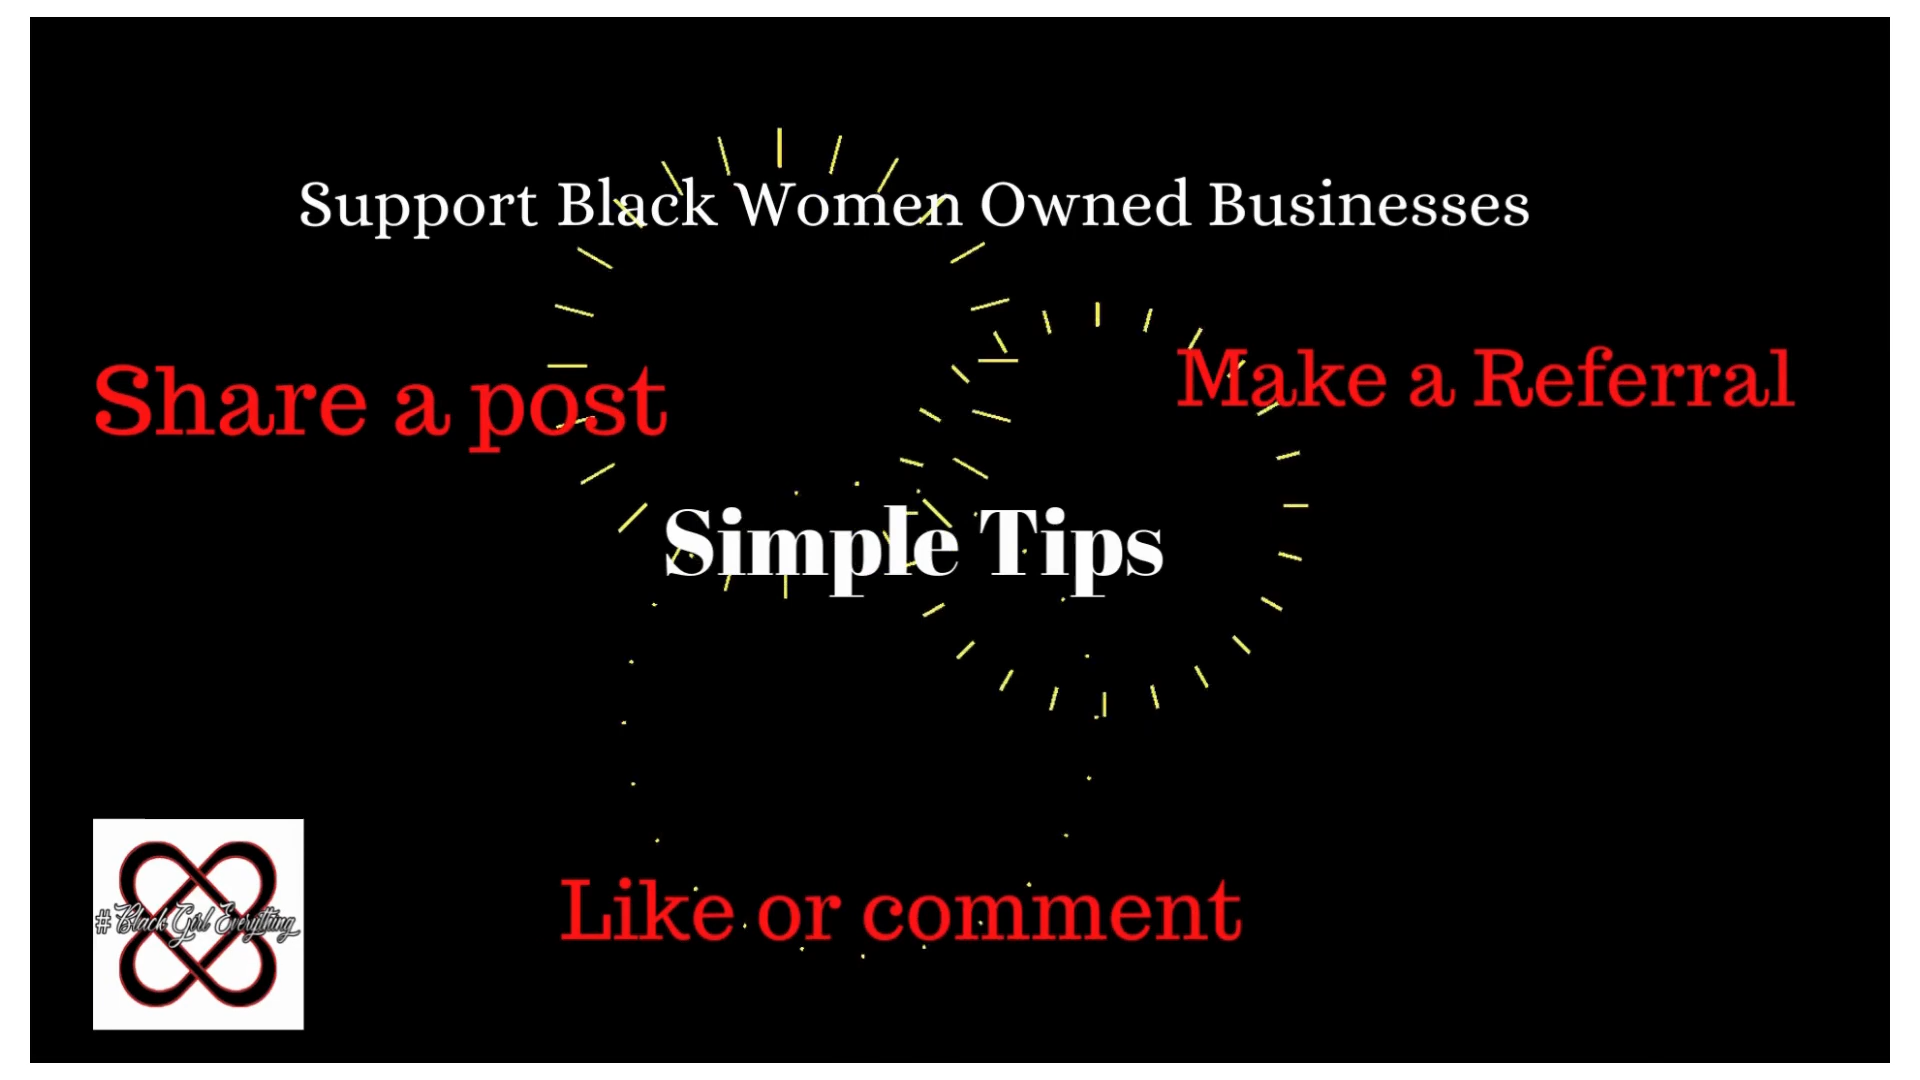 Support Black Women Owned Businesses
Share a post
Make a Referral
Simple Tips
Like or comment
# Black Girl Everything